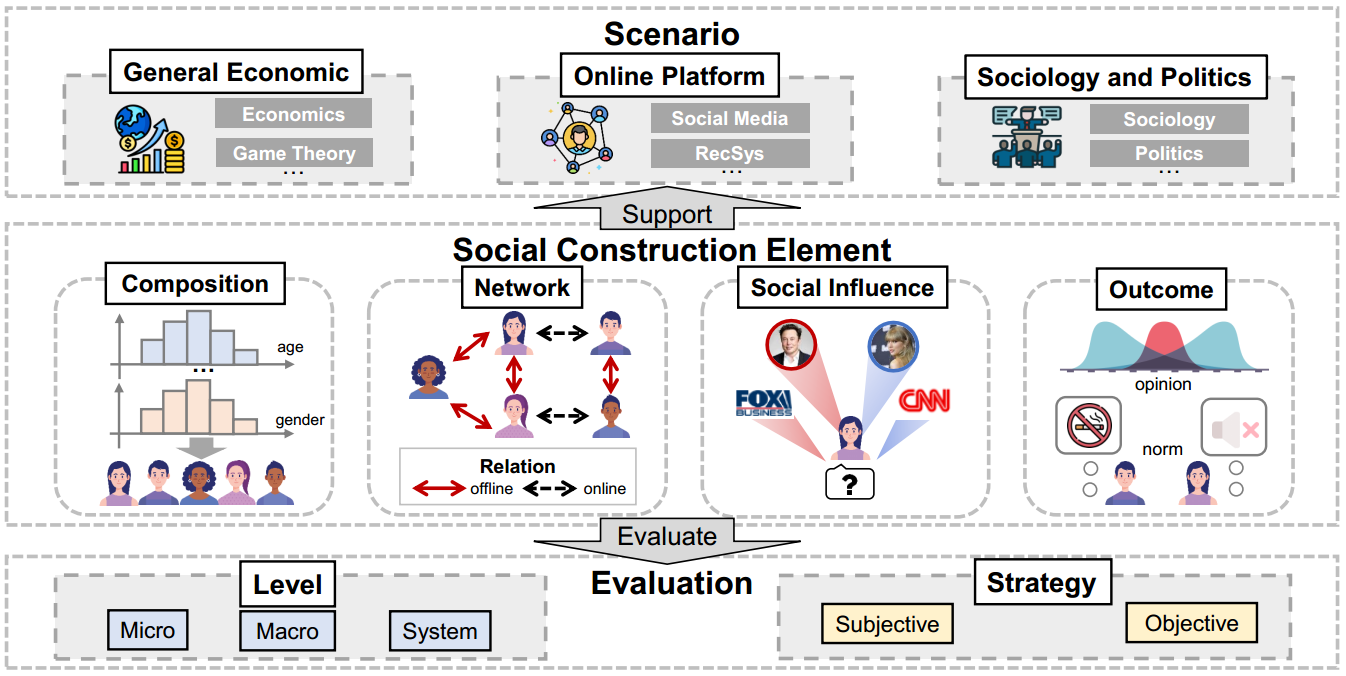 Scenario
General Economic
Economics
Game Theory
...
Online Platform
Social Media
RecSys
...
Sociology and Politics
Sociology
Politics
...
Support
Social Construction Element
Composition
age
...
gender
Network
Relation
offline
online
Social Influence
FOX
BUSINESS
CNN
?
Outcome
opinion
norm
Evaluate
Evaluation
Level
Micro
Macro
System
Strategy
Subjective
Objective